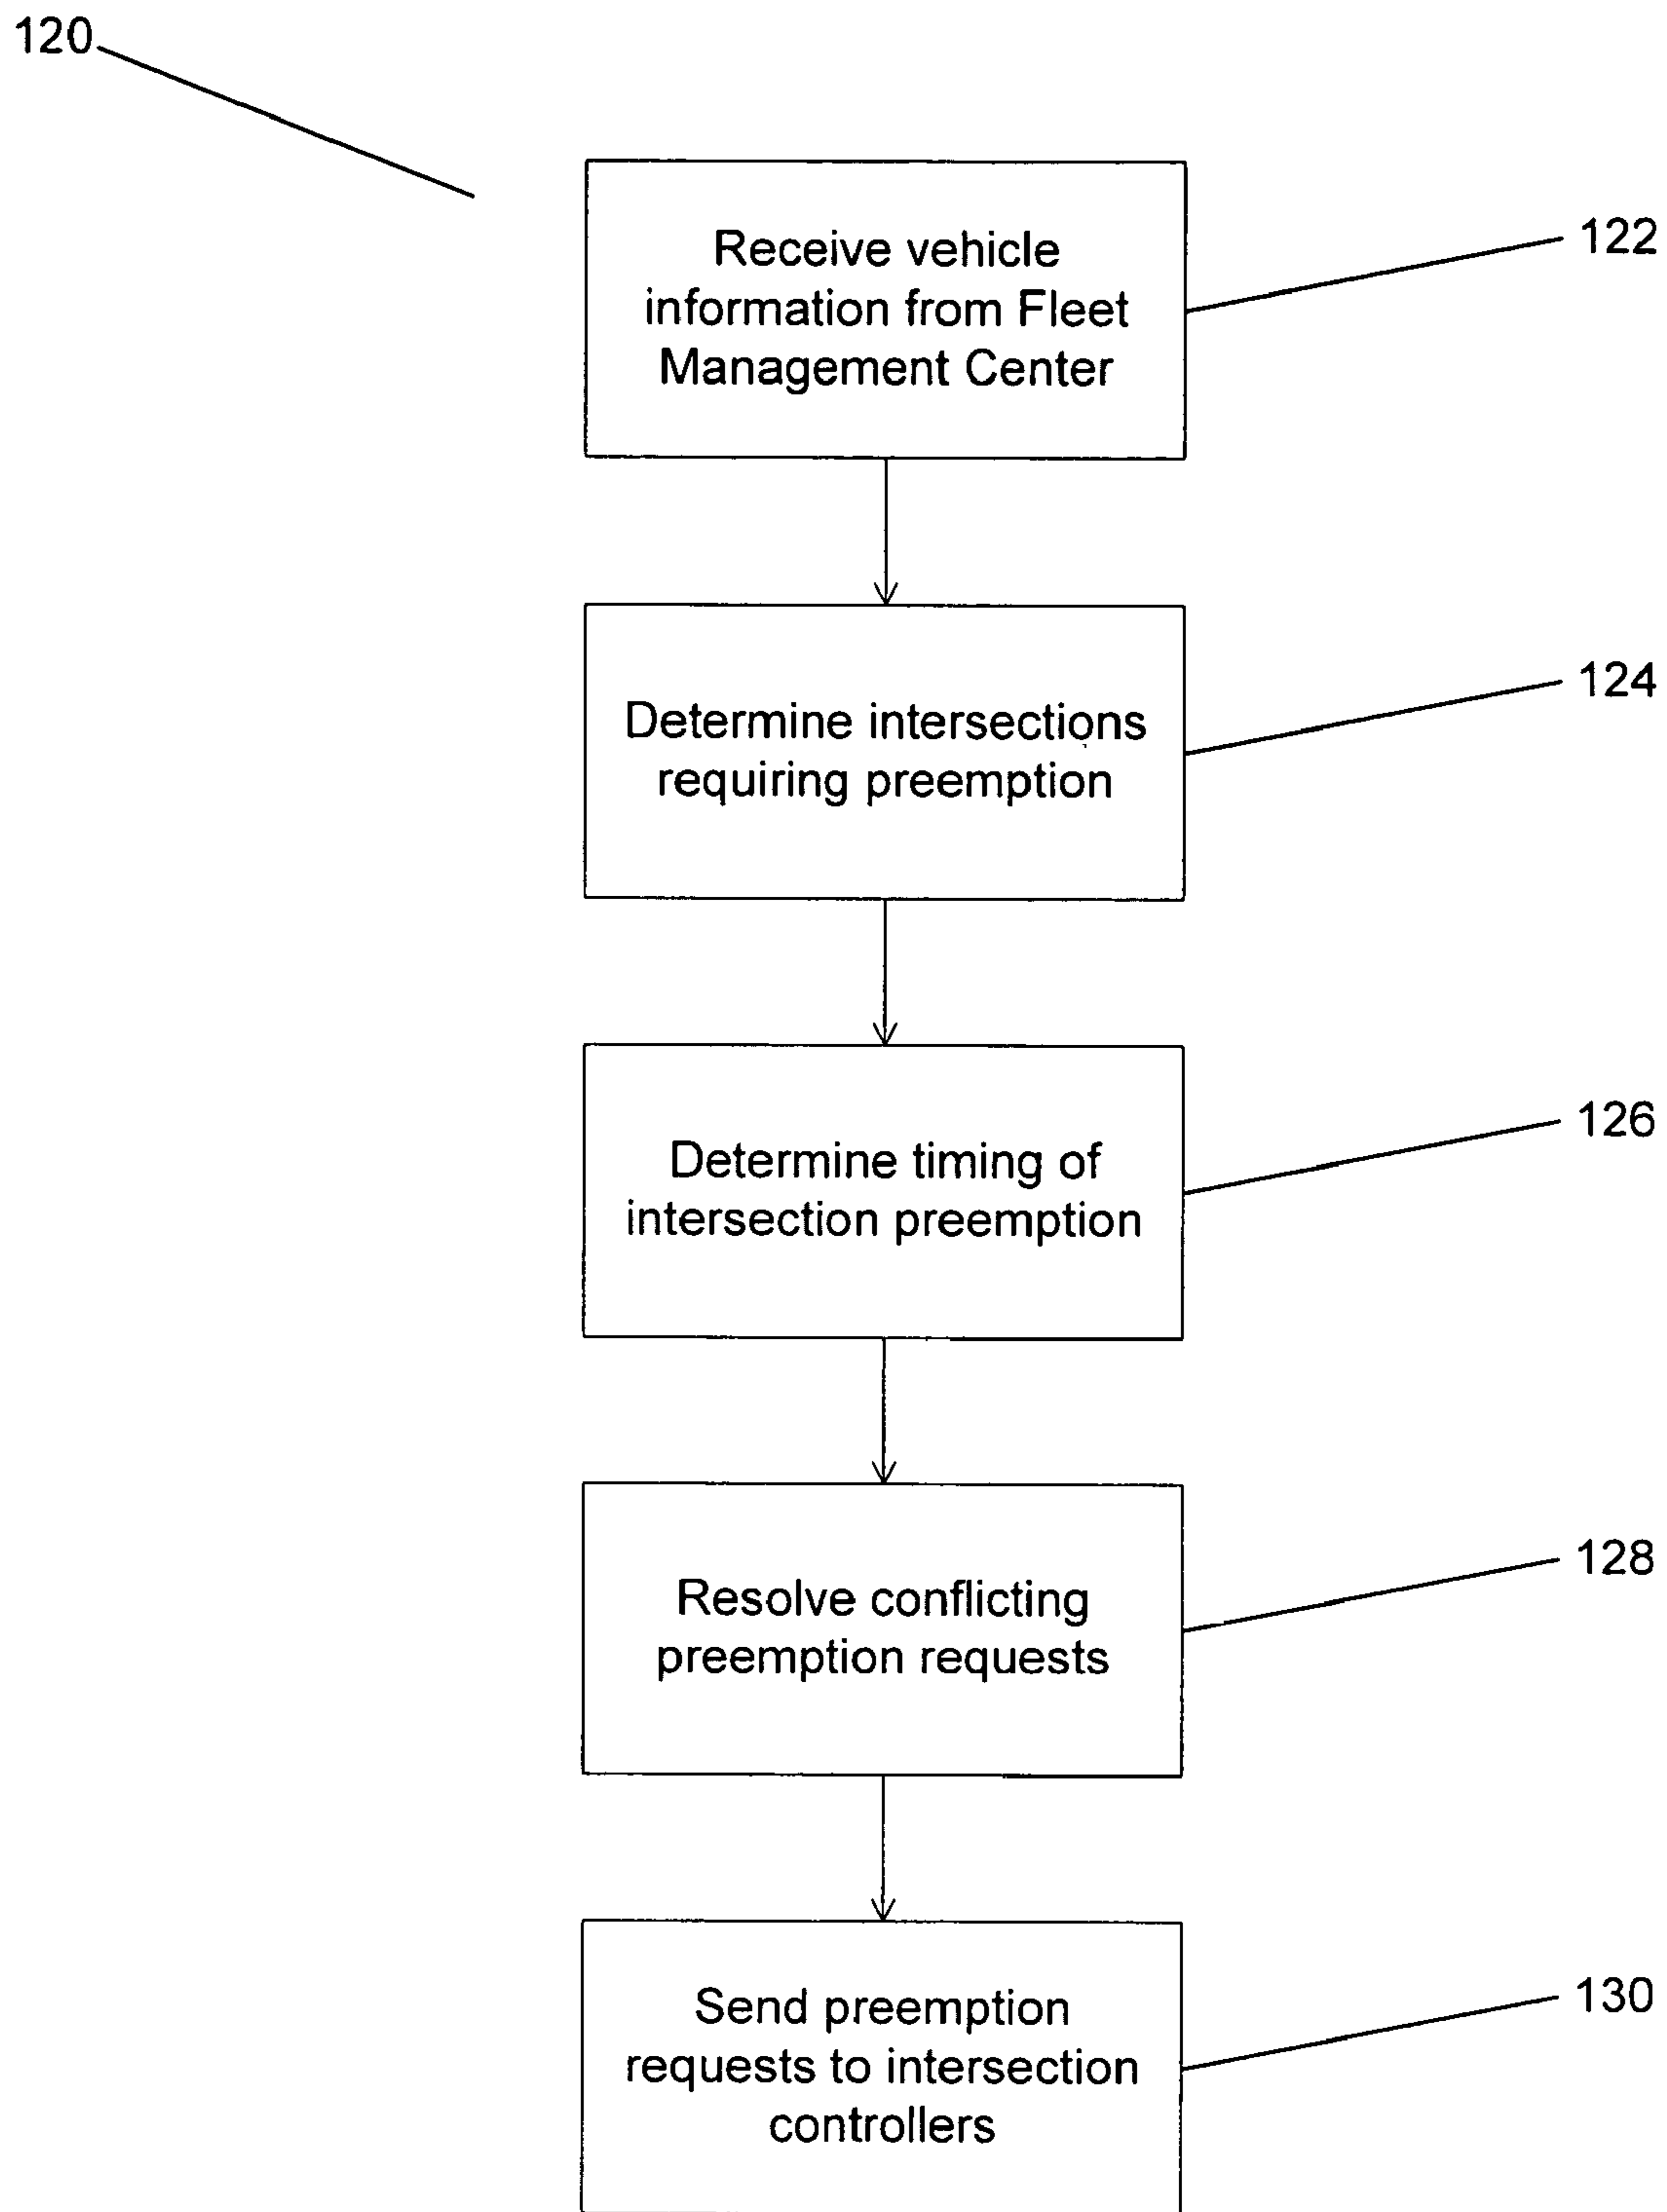 120
Receive vehicle
information from Fleet
Management Center
122
Determine intersections
requiring preemption
124
Determine timing of
intersection preemption
126
Resolve conflicting
preemption requests
128
Send preemption
requests to intersection
controllers
130